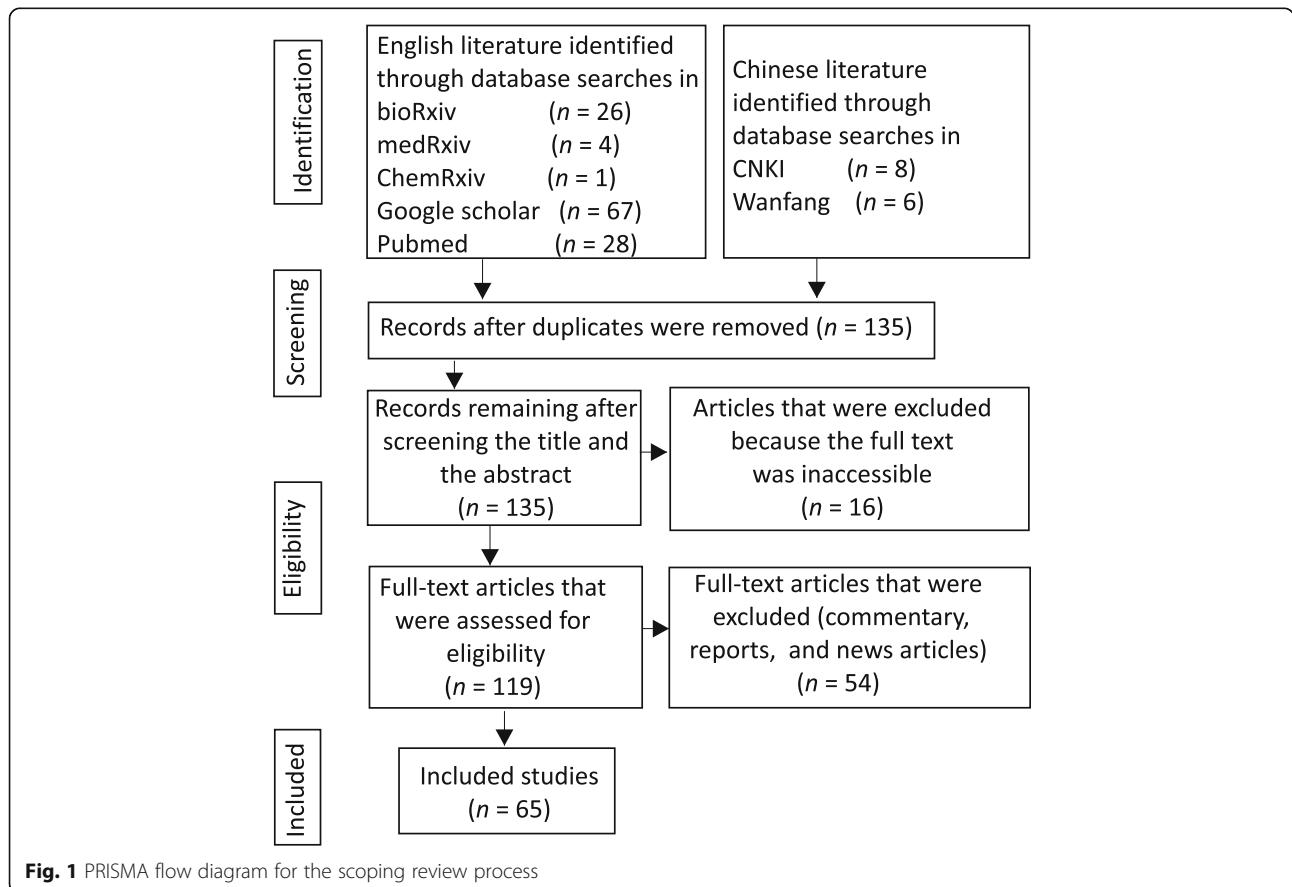 Identification
English literature identified
through database searches in
bioRxiv (n = 26)
medRxiv (n = 4)
ChemRxiv (n = 1)
Google scholar (n = 67)
Pubmed (n = 28)
Chinese literature
identified through
database searches in
CNKI (n = 8)
Wanfang (n = 6)
Screening
Records after duplicates were removed (n = 135)
Records remaining after
screening the title and
the abstract
(n = 135)
Articles that were excluded
because the full text
was inaccessible
(n = 16)
Eligibility
Full-text articles that
were assessed for
eligibility
(n = 119)
Full-text articles that were
excluded (commentary,
reports, and news articles)
(n = 54)
Included
Included studies
(n = 65)
Fig. 1 PRISMA flow diagram for the scoping review process